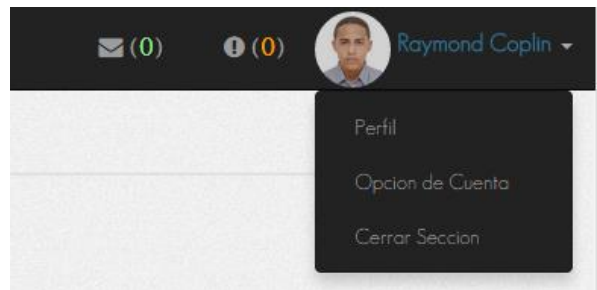 (0) (0) Raymond Coplin
Perfil
Opcion de Cuenta
Cerrar Seccion